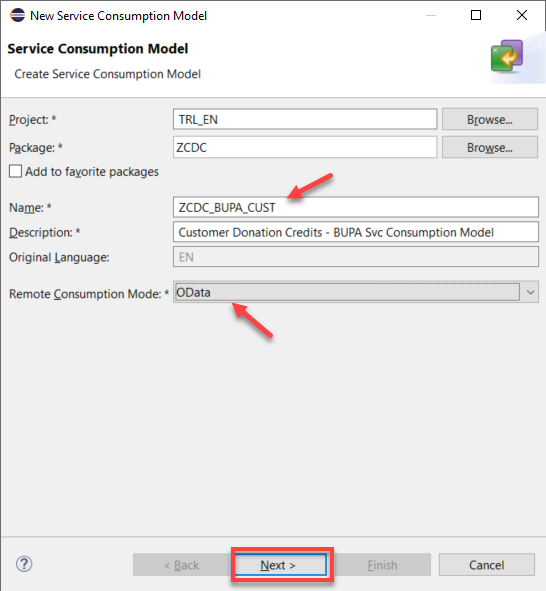 New Service Consumption Model
Service Consumption Model
Create Service Consumption Model
Project: * TRL_EN Browse...
Package: * ZCDC Browse...
Add to favorite packages
Name: * ZCDC_BUPA_CUST
Description: * Customer Donation Credits - BUPA Svc Consumption Model
Original Language: EN
Remote Consumption Mode: * OData
? < Back Next > Finish Cancel